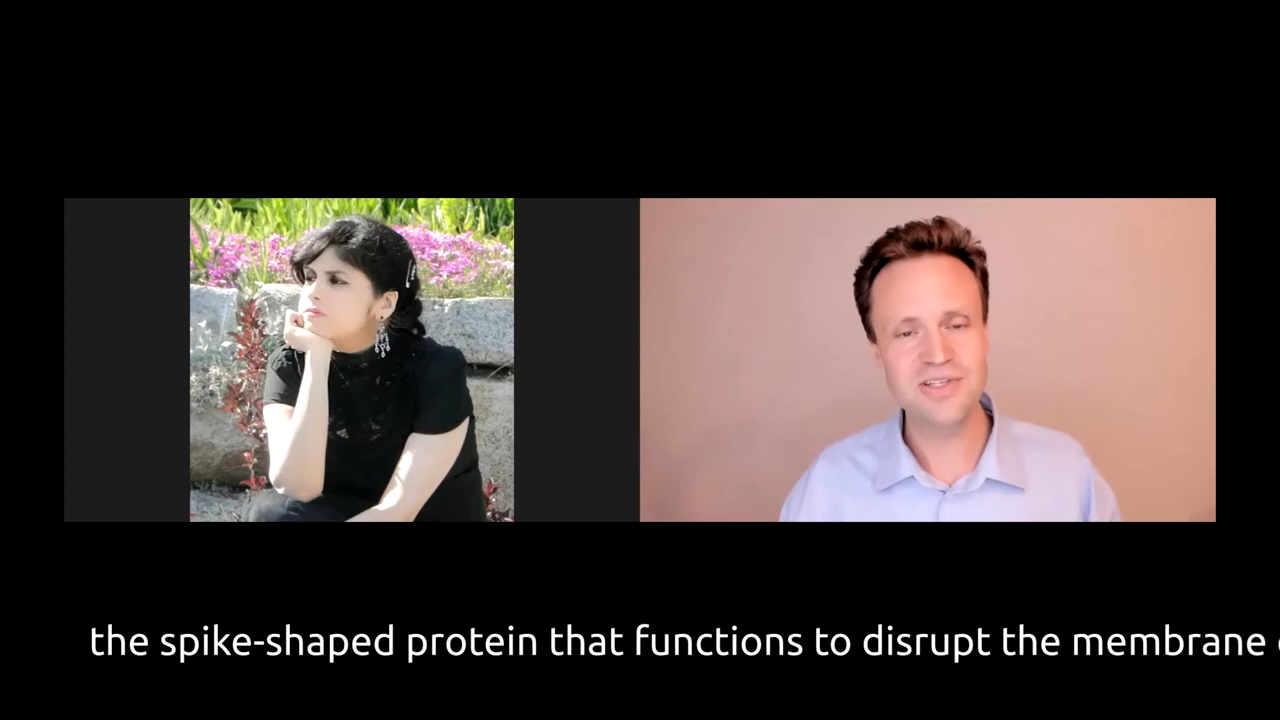 the spike-shaped protein that functions to disrupt the membrane